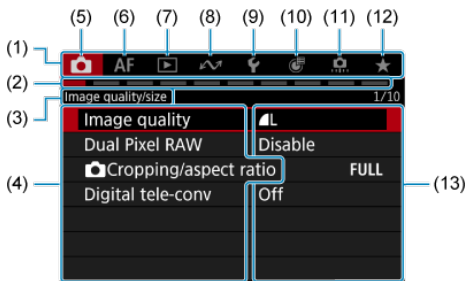 (5) (6) (7) (8) (9) (10) (11) (12)
(1) AF
(2)
(3) Image quality/size 1/10
Image quality L
Dual Pixel RAW Disable
Cropping/aspect ratio FULL
(4) Digital tele-conv Off (13)